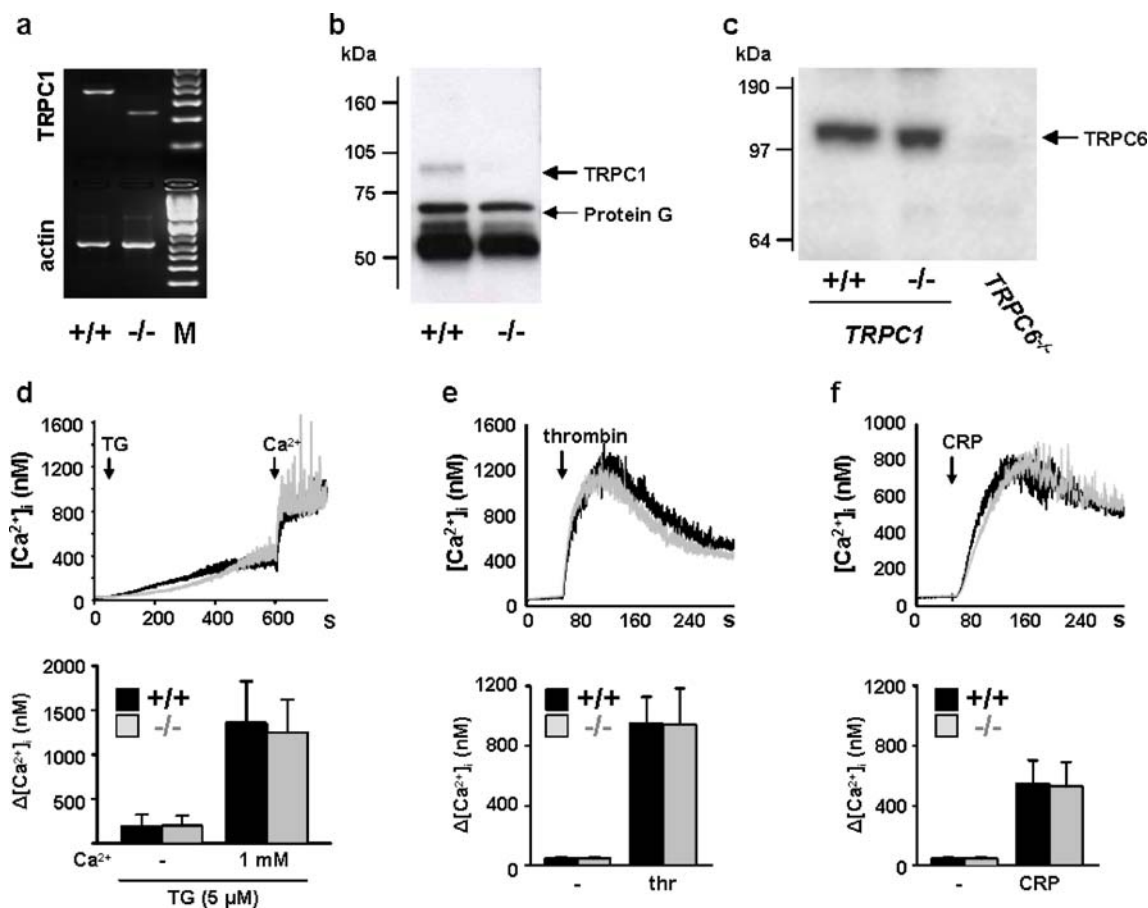 a
TRPC1
actin
+/+ -/- M
b
kDa
160
105
75
50
TRPC1
Protein G
+/+ -/-
c
kDa
190
97
64
TRPC6
+/+ -/-
TRPC1
TRPC6-/-
d
[Ca²⁺]ᵢ (nM)
1600
1200
800
400
0
TG
Ca²⁺
0 200 400 600 s
Δ[Ca²⁺]ᵢ (nM)
2000
1500
1000
500
+/+
-/-
Ca²⁺ - 1 mM
TG (5 µM)
e
[Ca²⁺]ᵢ (nM)
1600
1200
800
400
0
thrombin
0 80 160 240 s
Δ[Ca²⁺]ᵢ (nM)
1200
800
400
0
+/+
-/-
- thr
f
[Ca²⁺]ᵢ (nM)
1000
800
600
400
200
0
CRP
0 80 160 240 s
Δ[Ca²⁺]ᵢ (nM)
1200
800
400
0
+/+
-/-
- CRP